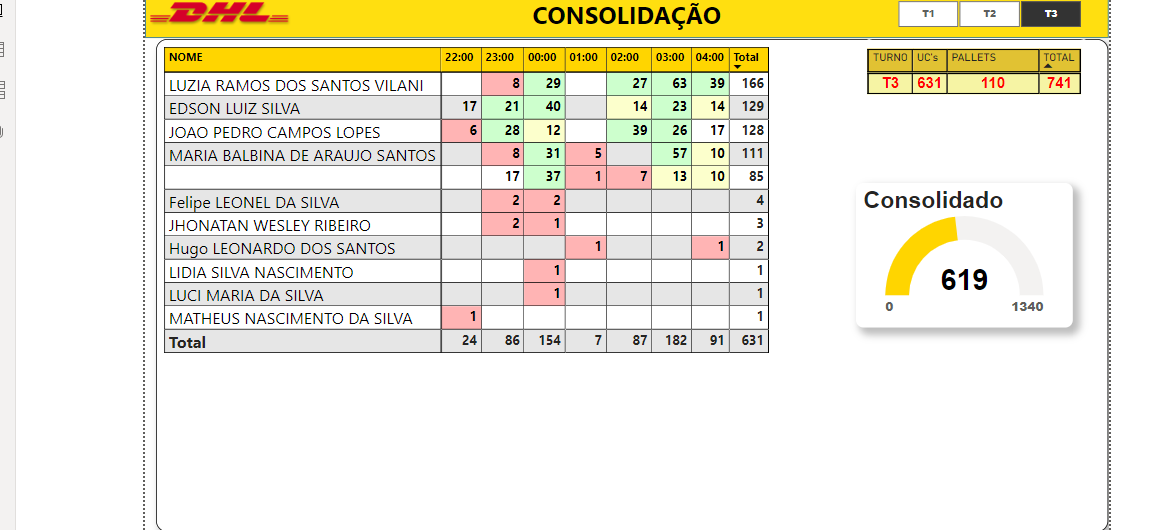 DHL CONSOLIDAÇÃO T1 T2 T3
NOME 22:00 23:00 00:00 01:00 02:00 03:00 04:00 Total
LUZIA RAMOS DOS SANTOS VILANI 8 29 27 63 39 166
EDSON LUIZ SILVA 17 21 40 14 23 14 129
JOAO PEDRO CAMPOS LOPES 6 28 12 39 26 17 128
MARIA BALBINA DE ARAUJO SANTOS 8 31 5 57 10 111
17 37 1 7 13 10 85
Felipe LEONEL DA SILVA 2 2 4
JHONATAN WESLEY RIBEIRO 2 1 3
Hugo LEONARDO DOS SANTOS 1 1 2
LIDIA SILVA NASCIMENTO 1 1
LUCI MARIA DA SILVA 1 1
MATHEUS NASCIMENTO DA SILVA 1 1
Total 24 86 154 7 87 182 91 631
TURNO UC's PALLETS TOTAL
T3 631 110 741
Consolidado
619
0 1340